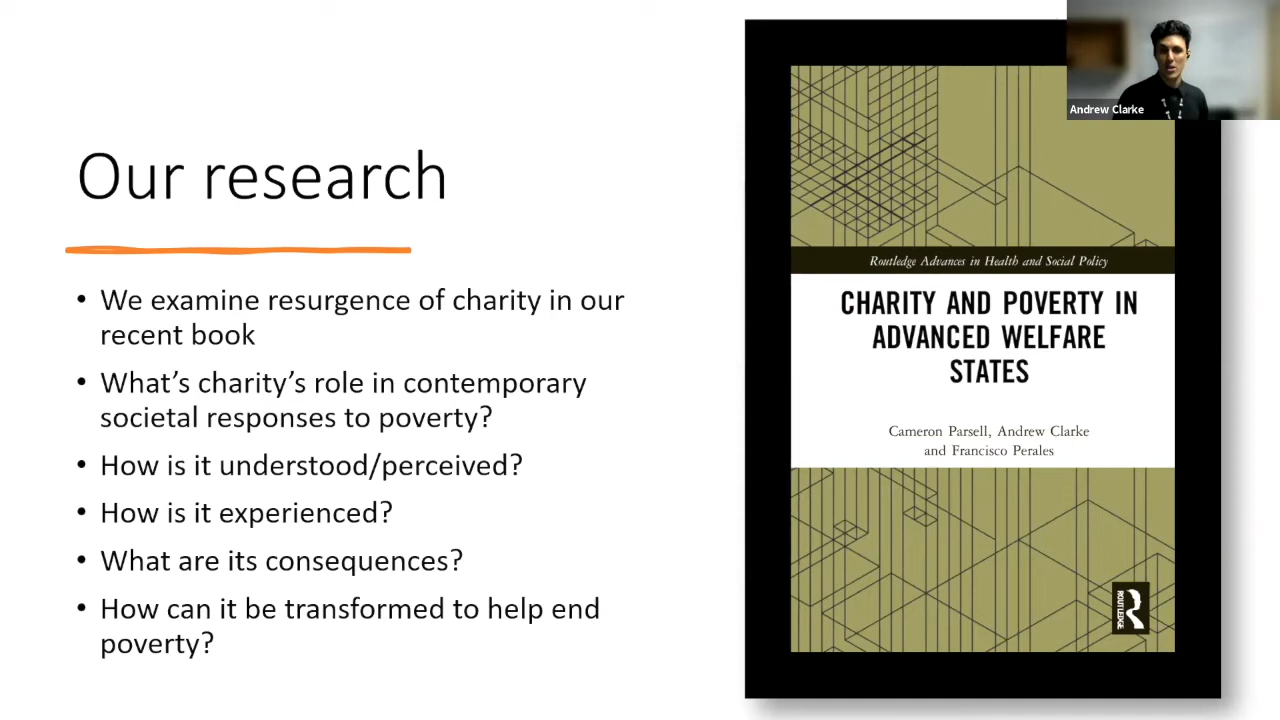 Our research
• We examine resurgence of charity in our
recent book
• What's charity's role in contemporary
societal responses to poverty?
• How is it understood/perceived?
• How is it experienced?
• What are its consequences?
• How can it be transformed to help end
poverty?
Andrew Clarke
Routledge Advances in Health and Social Policy
CHARITY AND POVERTY IN
ADVANCED WELFARE
STATES
Cameron Parsell, Andrew Clarke
and Francisco Perales
ROUTLEDGE